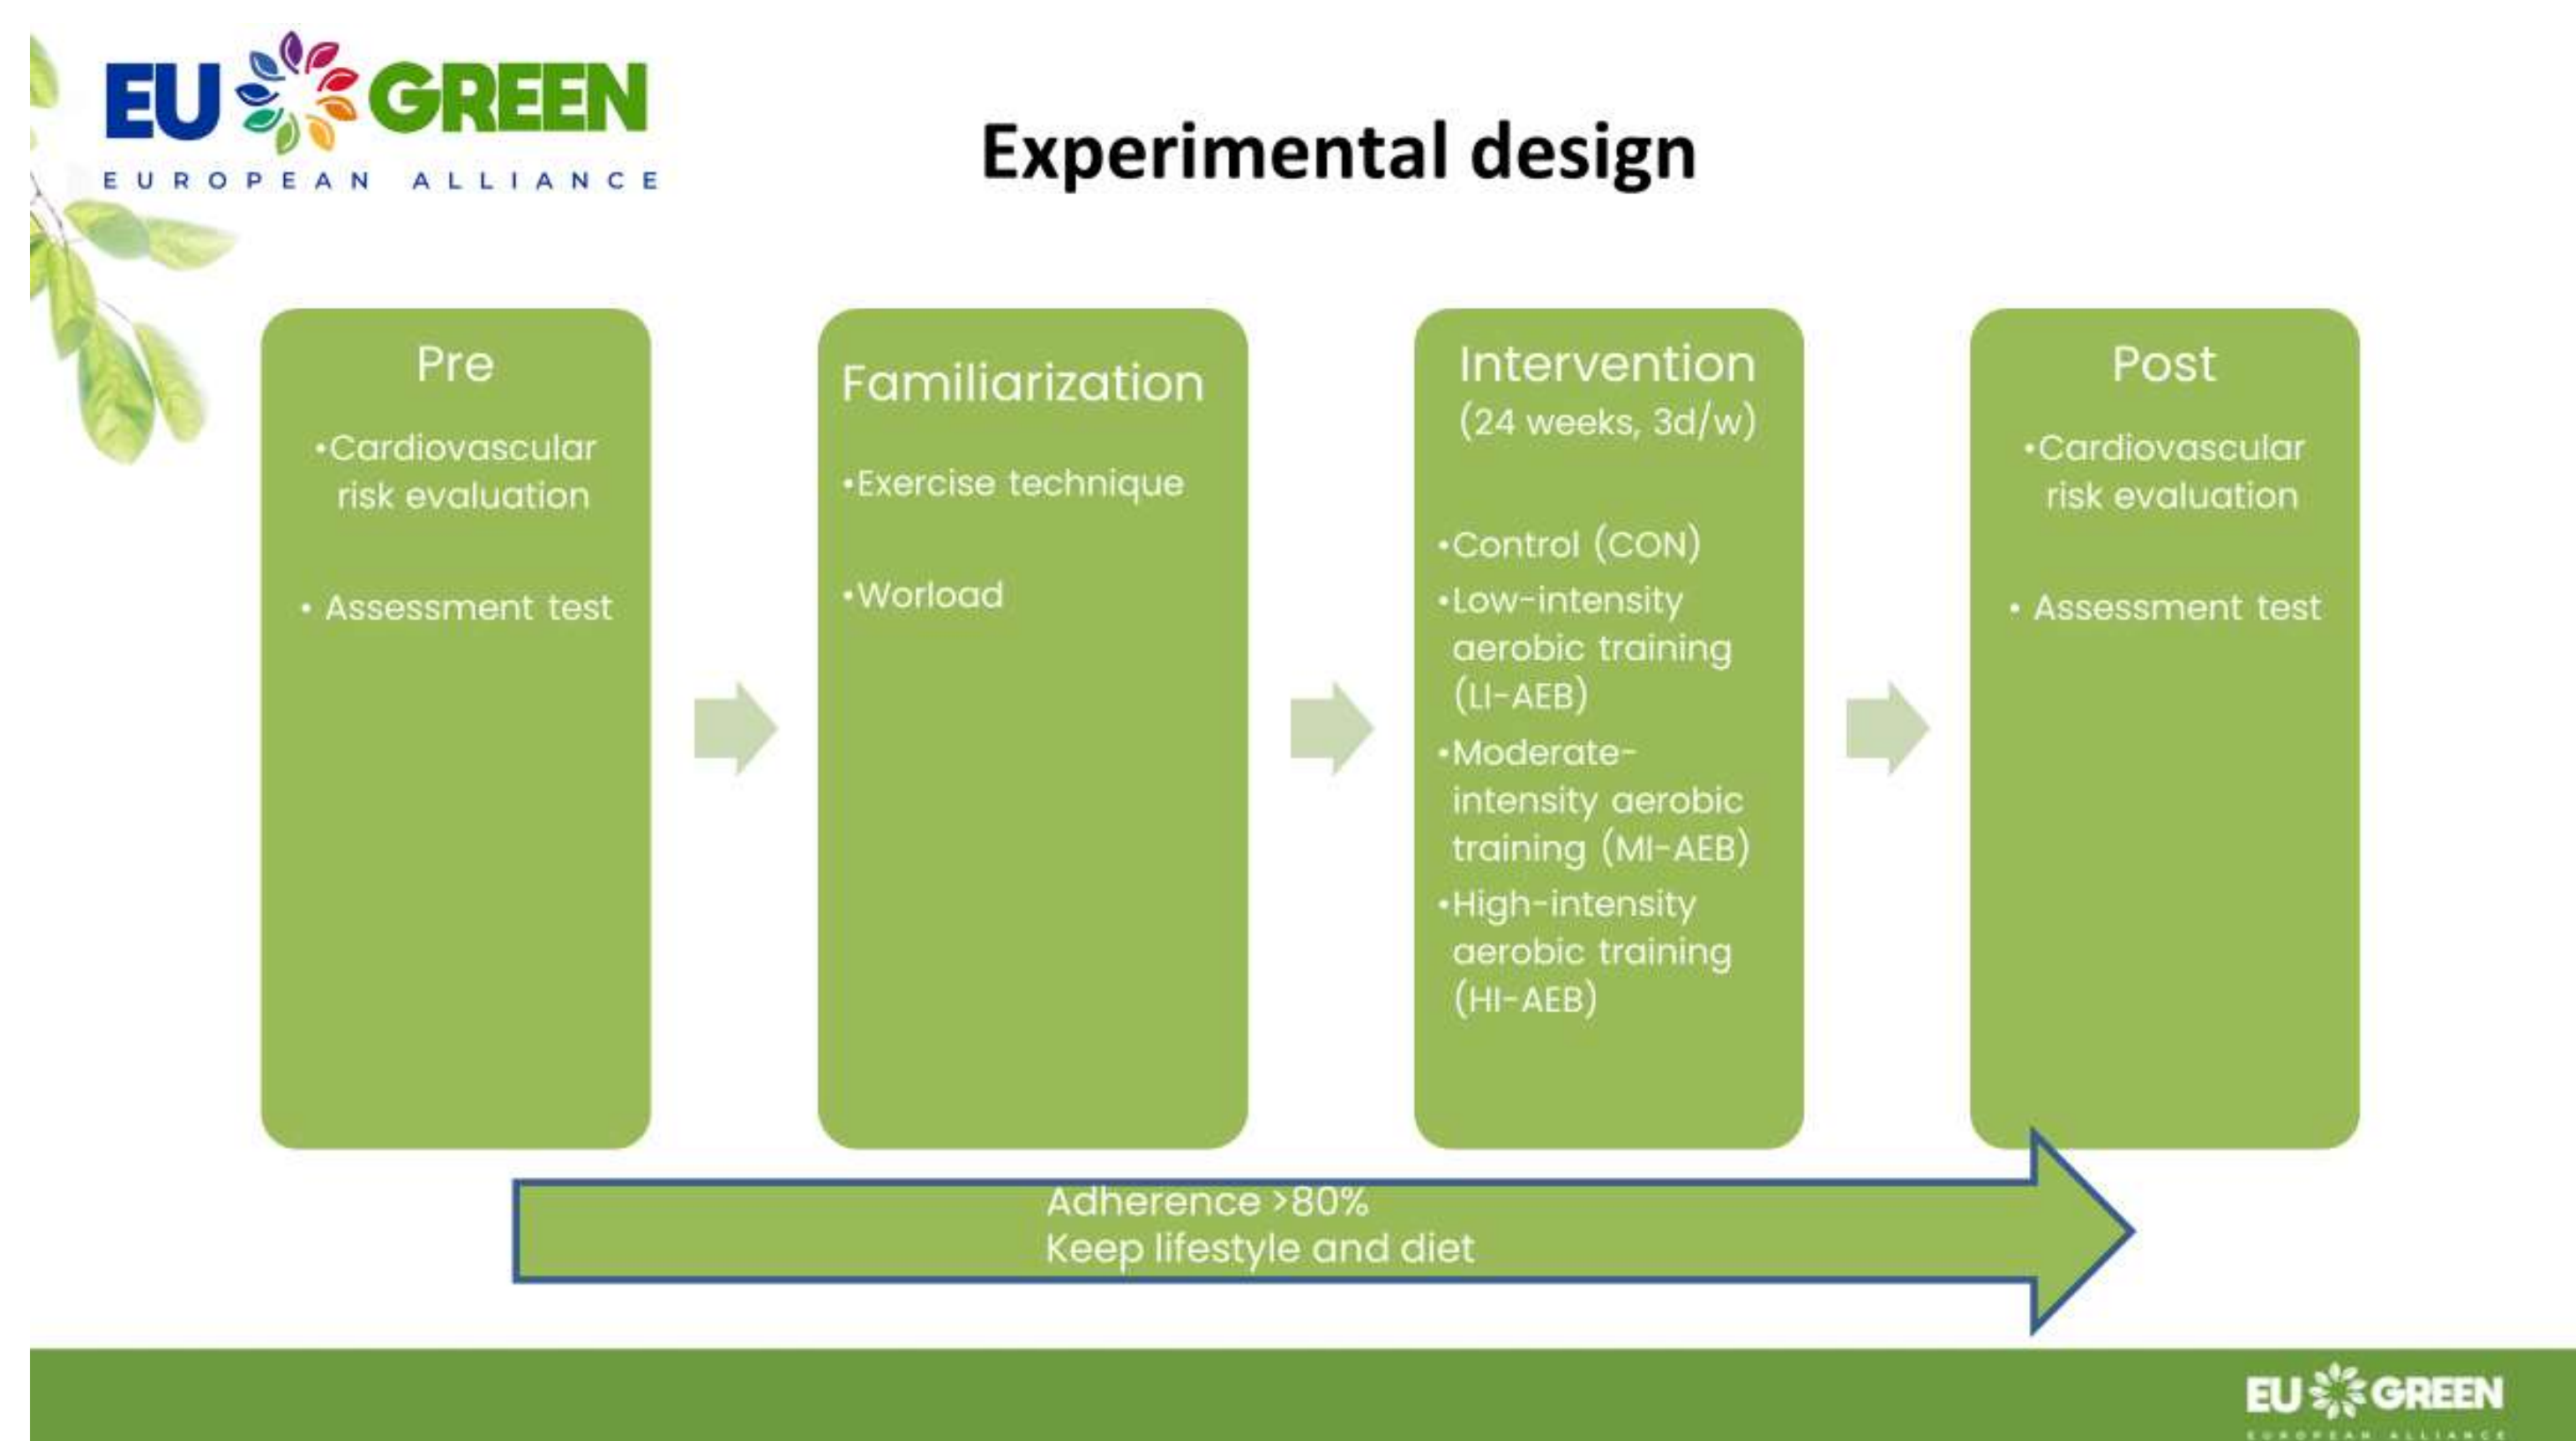 EU GREEN
EUROPEAN ALLIANCE
Experimental design
Pre
•Cardiovascular
risk evaluation
• Assessment test
Familiarization
•Exercise technique
•Worload
Intervention
(24 weeks, 3d/w)
•Control (CON)
•Low-intensity
aerobic training
(LI-AEB)
•Moderate-
intensity aerobic
training (MI-AEB)
•High-intensity
aerobic training
(HI-AEB)
Post
•Cardiovascular
risk evaluation
• Assessment test
Adherence >80%
Keep lifestyle and diet
EU GREEN
EUROPEAN ALLIANCE